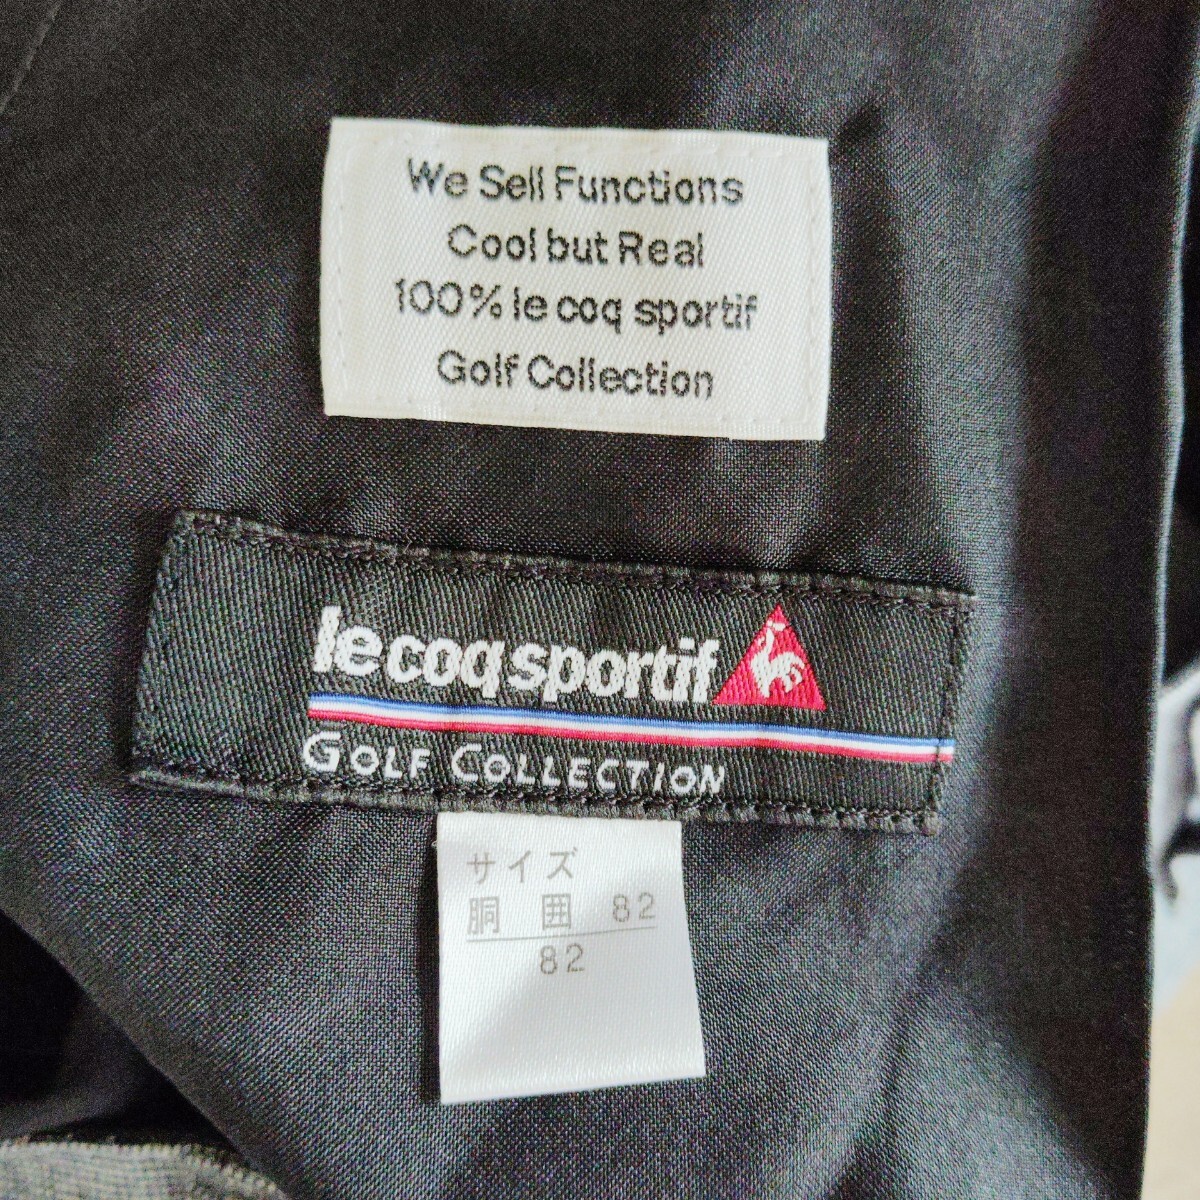 We Sell Functions
Cool but Real
100% le coq sportif
Golf Collection
le coq sportif
GOLF COLLECTION
サイズ
胴囲 82
82